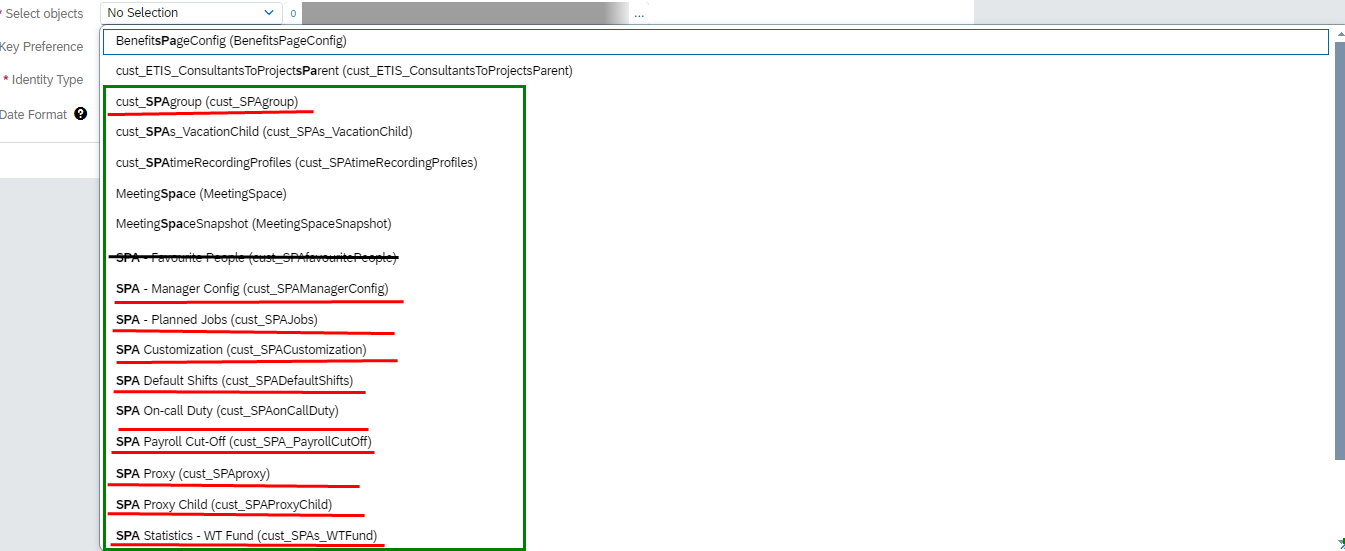 * Select objects
No Selection
0
...
Key Preference
* Identity Type
Date Format ?
BenefitsPageConfig (BenefitsPageConfig)
cust_ETIS_ConsultantsToProjectsParent (cust_ETIS_ConsultantsToProjectsParent)
cust_SPAgroup (cust_SPAgroup)
cust_SPAs_VacationChild (cust_SPAs_VacationChild)
cust_SPAtimeRecordingProfiles (cust_SPAtimeRecordingProfiles)
MeetingSpace (MeetingSpace)
MeetingSpaceSnapshot (MeetingSpaceSnapshot)
SPA - Favourite People (cust_SPAfavouritePeople)
SPA - Manager Config (cust_SPAManagerConfig)
SPA - Planned Jobs (cust_SPAJobs)
SPA Customization (cust_SPACustomization)
SPA Default Shifts (cust_SPADefaultShifts)
SPA On-call Duty (cust_SPAonCallDuty)
SPA Payroll Cut-Off (cust_SPA_PayrollCutOff)
SPA Proxy (cust_SPAproxy)
SPA Proxy Child (cust_SPAProxyChild)
SPA Statistics - WT Fund (cust_SPAs_WTFund)